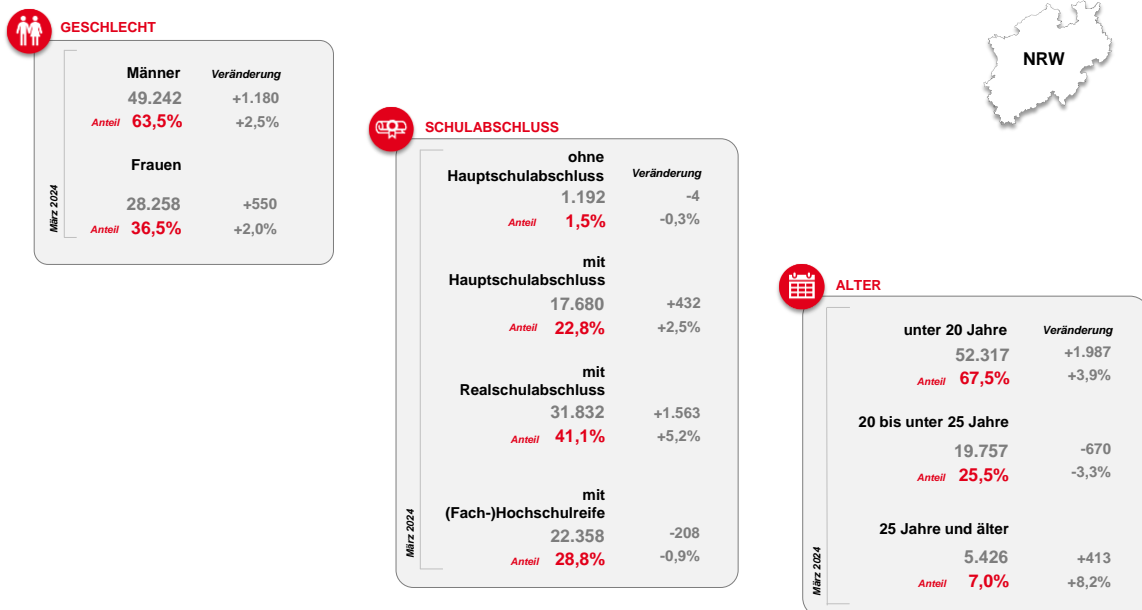 GESCHLECHT
Männer Veränderung
49.242 +1.180
Anteil 63,5% +2,5%
Frauen
28.258 +550
Anteil 36,5% +2,0%
März 2024
NRW
SCHULABSCHLUSS
ohne
Hauptschulabschluss Veränderung
1.192 -4
Anteil 1,5% -0,3%
mit
Hauptschulabschluss
17.680 +432
Anteil 22,8% +2,5%
mit
Realschulabschluss
31.832 +1.563
Anteil 41,1% +5,2%
mit
(Fach-)Hochschulreife
22.358 -208
Anteil 28,8% -0,9%
März 2024
ALTER
unter 20 Jahre Veränderung
52.317 +1.987
Anteil 67,5% +3,9%
20 bis unter 25 Jahre
19.757 -670
Anteil 25,5% -3,3%
25 Jahre und älter
5.426 +413
Anteil 7,0% +8,2%
März 2024